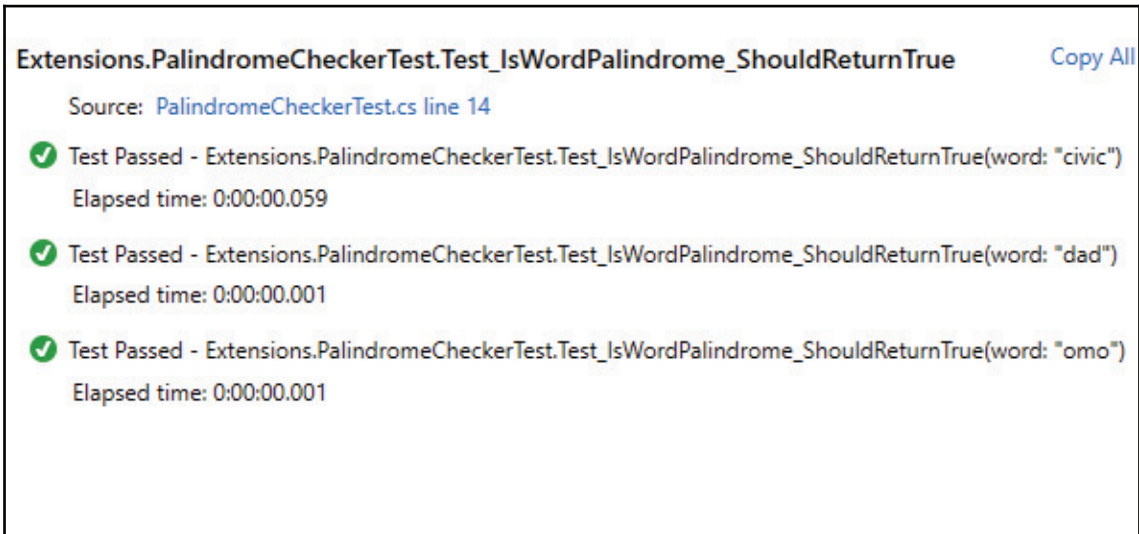 Extensions.PalindromeCheckerTest.Test_IsWordPalindrome_ShouldReturnTrue Copy All
Source: PalindromeCheckerTest.cs line 14
Test Passed - Extensions.PalindromeCheckerTest.Test_IsWordPalindrome_ShouldReturnTrue(word: "civic")
Elapsed time: 0:00:00.059
Test Passed - Extensions.PalindromeCheckerTest.Test_IsWordPalindrome_ShouldReturnTrue(word: "dad")
Elapsed time: 0:00:00.001
Test Passed - Extensions.PalindromeCheckerTest.Test_IsWordPalindrome_ShouldReturnTrue(word: "omo")
Elapsed time: 0:00:00.001